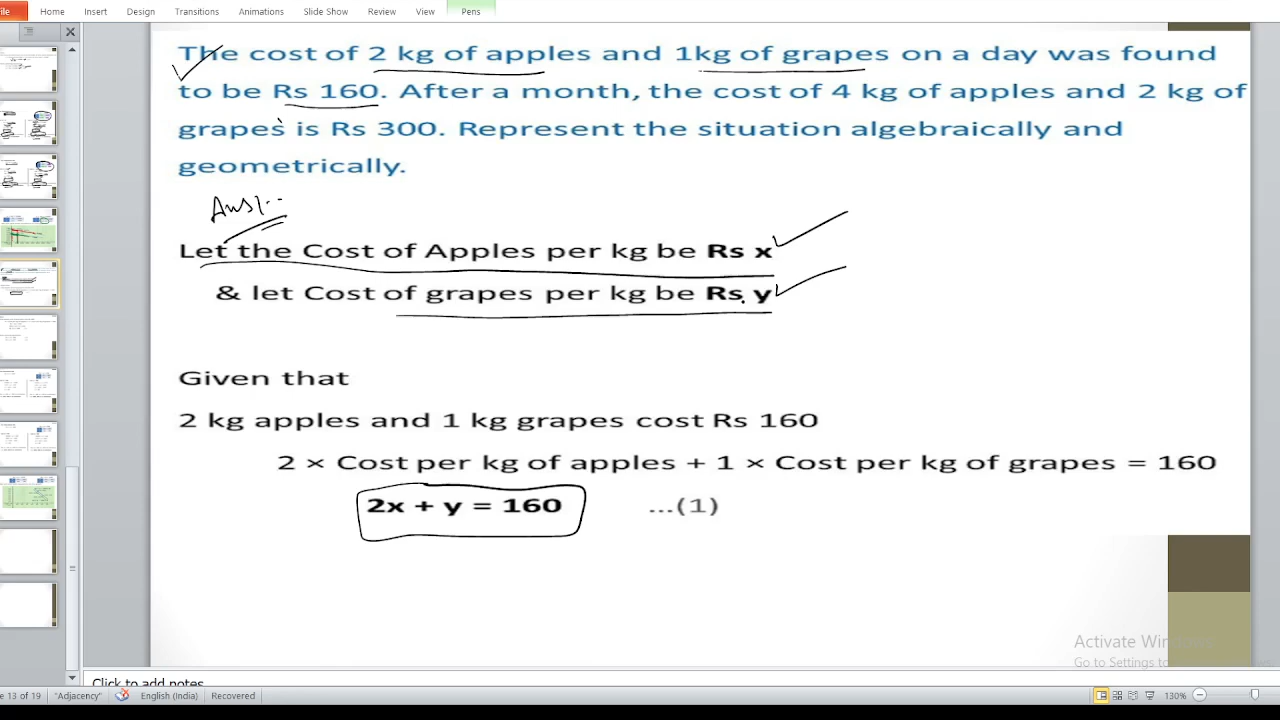 File Home Insert Design Transitions Animations Slide Show Review View Pens
The cost of 2 kg of apples and 1kg of grapes on a day was found
to be Rs 160. After a month, the cost of 4 kg of apples and 2 kg of
grapes is Rs 300. Represent the situation algebraically and
geometrically.
Ans:-
Let the Cost of Apples per kg be Rs x
& let Cost of grapes per kg be Rs. y
Given that
2 kg apples and 1 kg grapes cost Rs 160
2 × Cost per kg of apples + 1 × Cost per kg of grapes = 160
2x + y = 160 ...(1)
Activate Windows
Go to Settings to
Click to add notes
e 13 of 19 "Adjacency" English (India) Recovered 130%